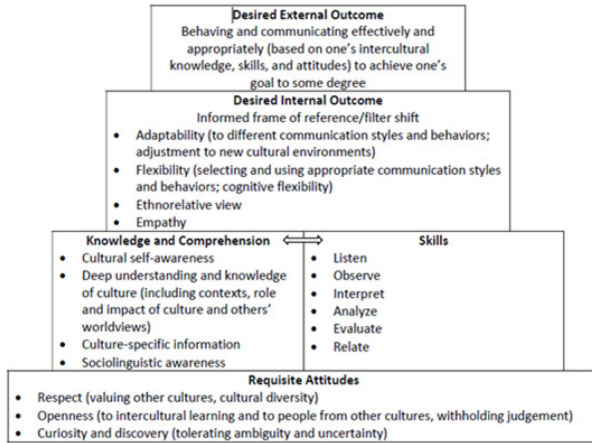 Desired External Outcome
Behaving and communicating effectively and
appropriately (based on one's intercultural
knowledge, skills, and attitudes) to achieve one's
goal to some degree
Desired Internal Outcome
Informed frame of reference/filter shift
• Adaptability (to different communication styles and behaviors;
adjustment to new cultural environments)
• Flexibility (selecting and using appropriate communication styles
and behaviors; cognitive flexibility)
• Ethnorelative view
• Empathy
Knowledge and Comprehension
• Cultural self-awareness
• Deep understanding and knowledge
of culture (including contexts, role
and impact of culture and others'
worldviews)
• Culture-specific information
• Sociolinguistic awareness
Skills
• Listen
• Observe
• Interpret
• Analyze
• Evaluate
• Relate
Requisite Attitudes
• Respect (valuing other cultures, cultural diversity)
• Openness (to intercultural learning and to people from other cultures, withholding judgement)
• Curiosity and discovery (tolerating ambiguity and uncertainty)